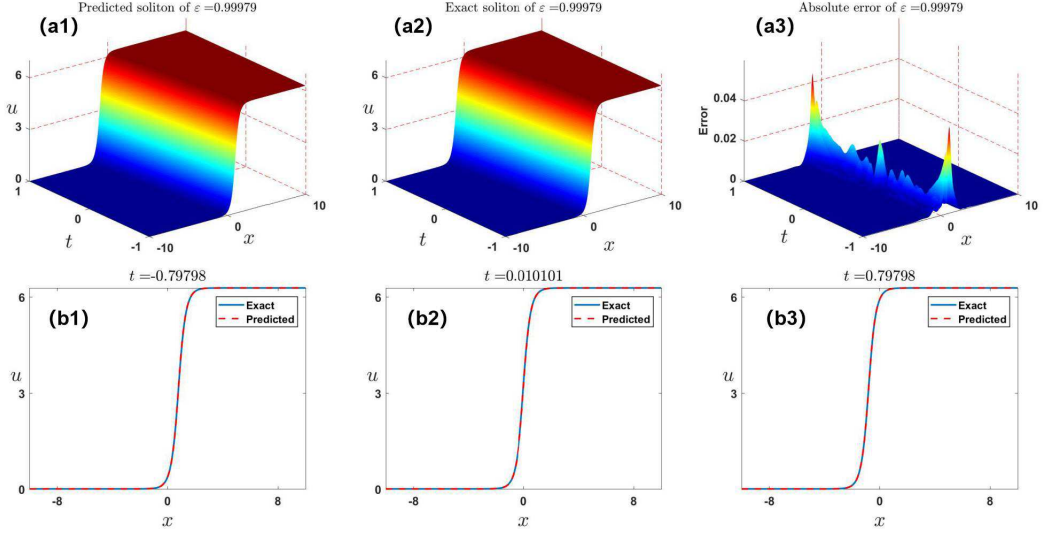 Predicted soliton of ε =0.99979
(a1)
6
u
3
0
1
0
t
-1
-10
0
x
10
Exact soliton of ε =0.99979
(a2)
6
u
3
0
1
0
t
-1
-10
0
x
10
Absolute error of ε =0.99979
(a3)
0.04
Error
0.02
0
1
0
t
-1
-10
0
x
10
t =-0.79798
(b1)
Exact
Predicted
6
u
3
0
-8
0
8
x
t =0.010101
(b2)
Exact
Predicted
6
u
3
0
-8
0
8
x
t =0.79798
(b3)
Exact
Predicted
6
u
3
0
-8
0
8
x